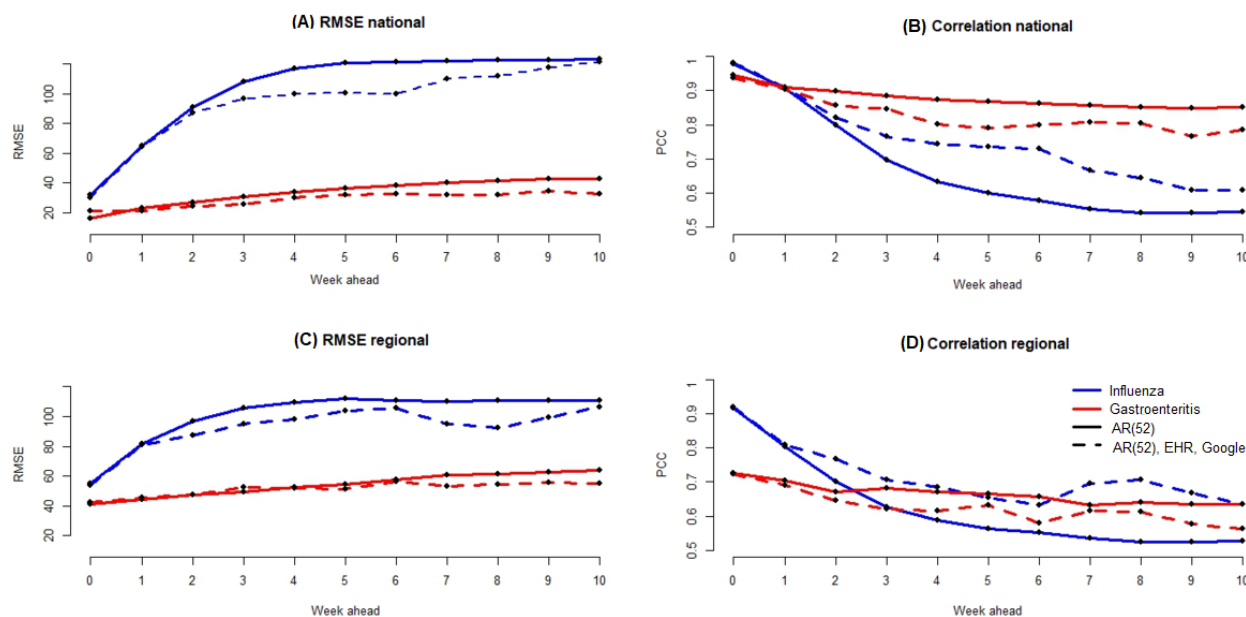 (A) RMSE national
RMSE
100
80
60
40
20
0 1 2 3 4 5 6 7 8 9 10
Week ahead
(B) Correlation national
PCC
1
0.9
0.8
0.7
0.6
0.5
0 1 2 3 4 5 6 7 8 9 10
Week ahead
(C) RMSE regional
RMSE
100
80
60
40
20
0 1 2 3 4 5 6 7 8 9 10
Week ahead
(D) Correlation regional
PCC
1
0.9
0.8
0.7
0.6
0.5
Influenza
Gastroenteritis
AR(52)
AR(52), EHR, Google
0 1 2 3 4 5 6 7 8 9 10
Week ahead